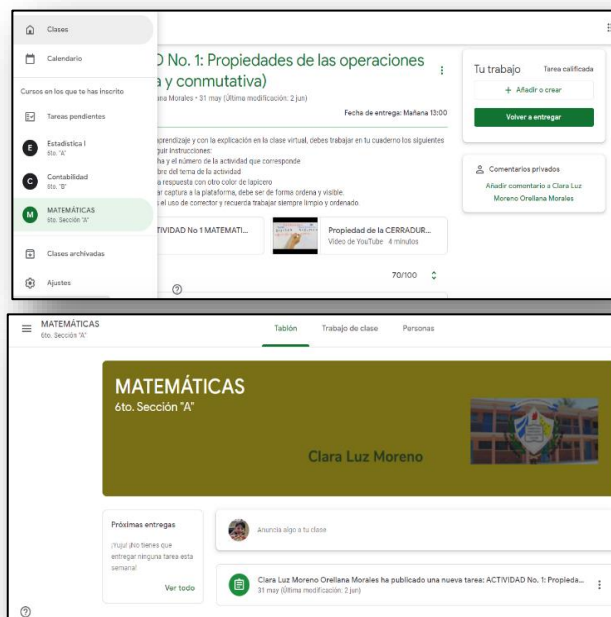 Clases
Calendario
Cursos en los que te has inscrito
Tareas pendientes
E
Estadística I
6to. "A"
C
Contabilidad
6to. "B"
M
MATEMÁTICAS
6to. Sección "A"
Clases archivadas
Ajustes
D No. 1: Propiedades de las operaciones
a y conmutativa)
Morales • 31 may (Última modificación: 2 jun)
Fecha de entrega: Mañana 13:00
aprendizaje y con la explicación en la clase virtual, debes trabajar en tu cuaderno los siguientes
guir instrucciones:
ha y el número de la actividad que corresponde
bre del tema de la actividad
a respuesta con otro color de lapicero
ar captura a la plataforma, debe ser de forma ordena y visible.
s el uso de corrector y recuerda trabajar siempre limpio y ordenado.
TIVIDAD No 1 MATEMATI...
Propiedad de la CERRADUR...
Vídeo de YouTube 4 minutos
70/100
Tu trabajo
Tarea calificada
+ Añadir o crear
Volver a entregar
Comentarios privados
Añadir comentario a Clara Luz
Moreno Orellana Morales
MATEMÁTICAS
6to. Sección "A"
Tablón
Trabajo de clase
Personas
MATEMÁTICAS
6to. Sección "A"
Clara Luz Moreno
Próximas entregas
¡Yuju! ¡No tienes que
entregar ninguna tarea esta
semana!
Ver todo
Anuncia algo a tu clase
Clara Luz Moreno Orellana Morales ha publicado una nueva tarea: ACTIVIDAD No. 1: Propieda...
31 may (Última modificación: 2 jun)